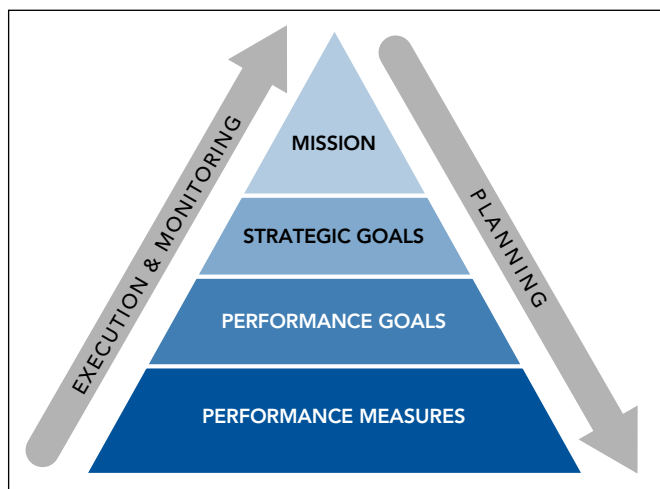 EXECUTION & MONITORING
MISSION
STRATEGIC GOALS
PERFORMANCE GOALS
PERFORMANCE MEASURES
PLANNING